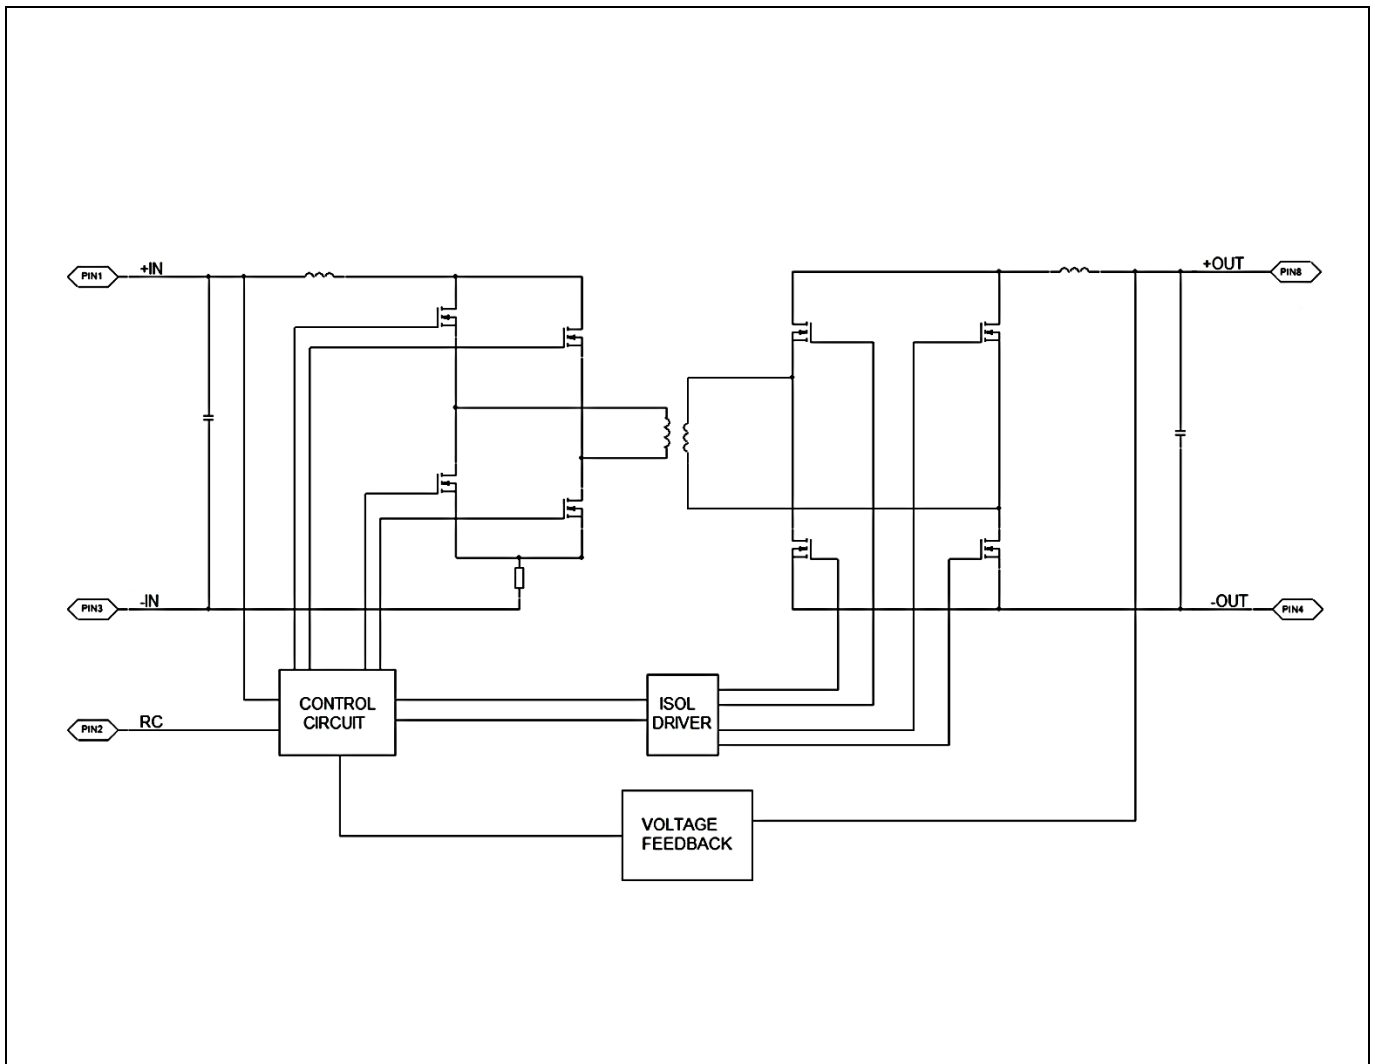 PIN1
+IN
+OUT
PIN8
PIN3
-IN
-OUT
PIN4
PIN2
RC
CONTROL
CIRCUIT
ISOL
DRIVER
VOLTAGE
FEEDBACK